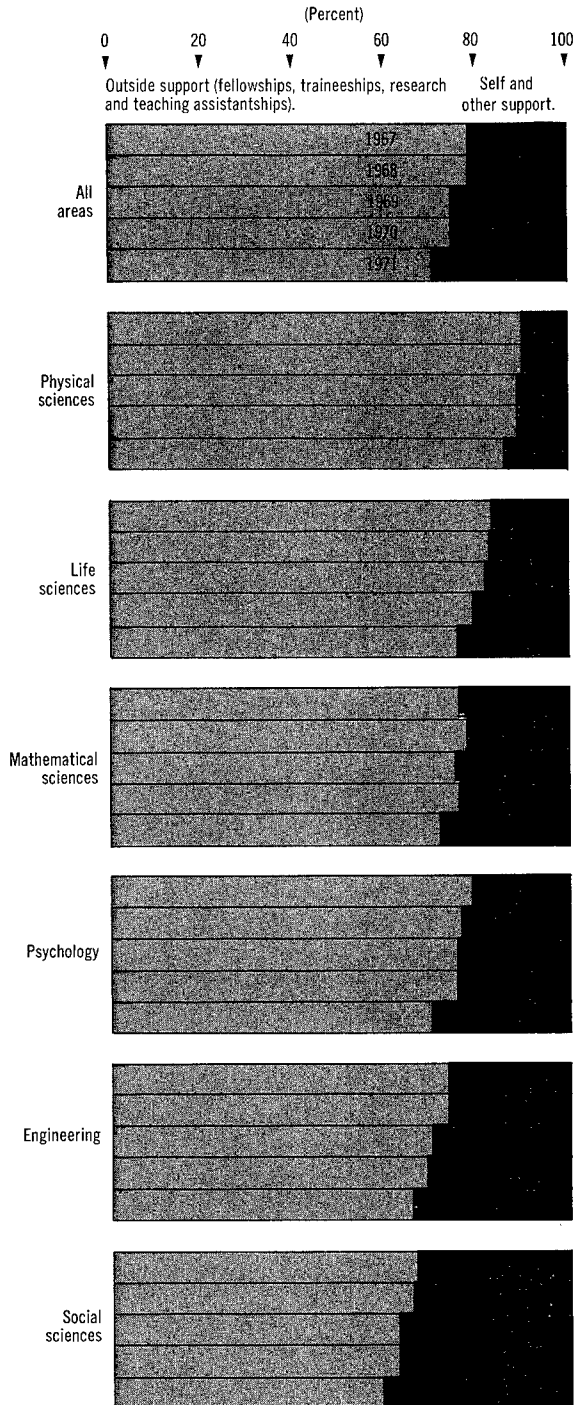 (Percent)
0 20 40 60 80 100
Outside support (fellowships, traineeships, research
and teaching assistantships).
Self and
other support.
All
areas
1967
1968
1969
1970
1971
Physical
sciences
Life
sciences
Mathematical
sciences
Psychology
Engineering
Social
sciences